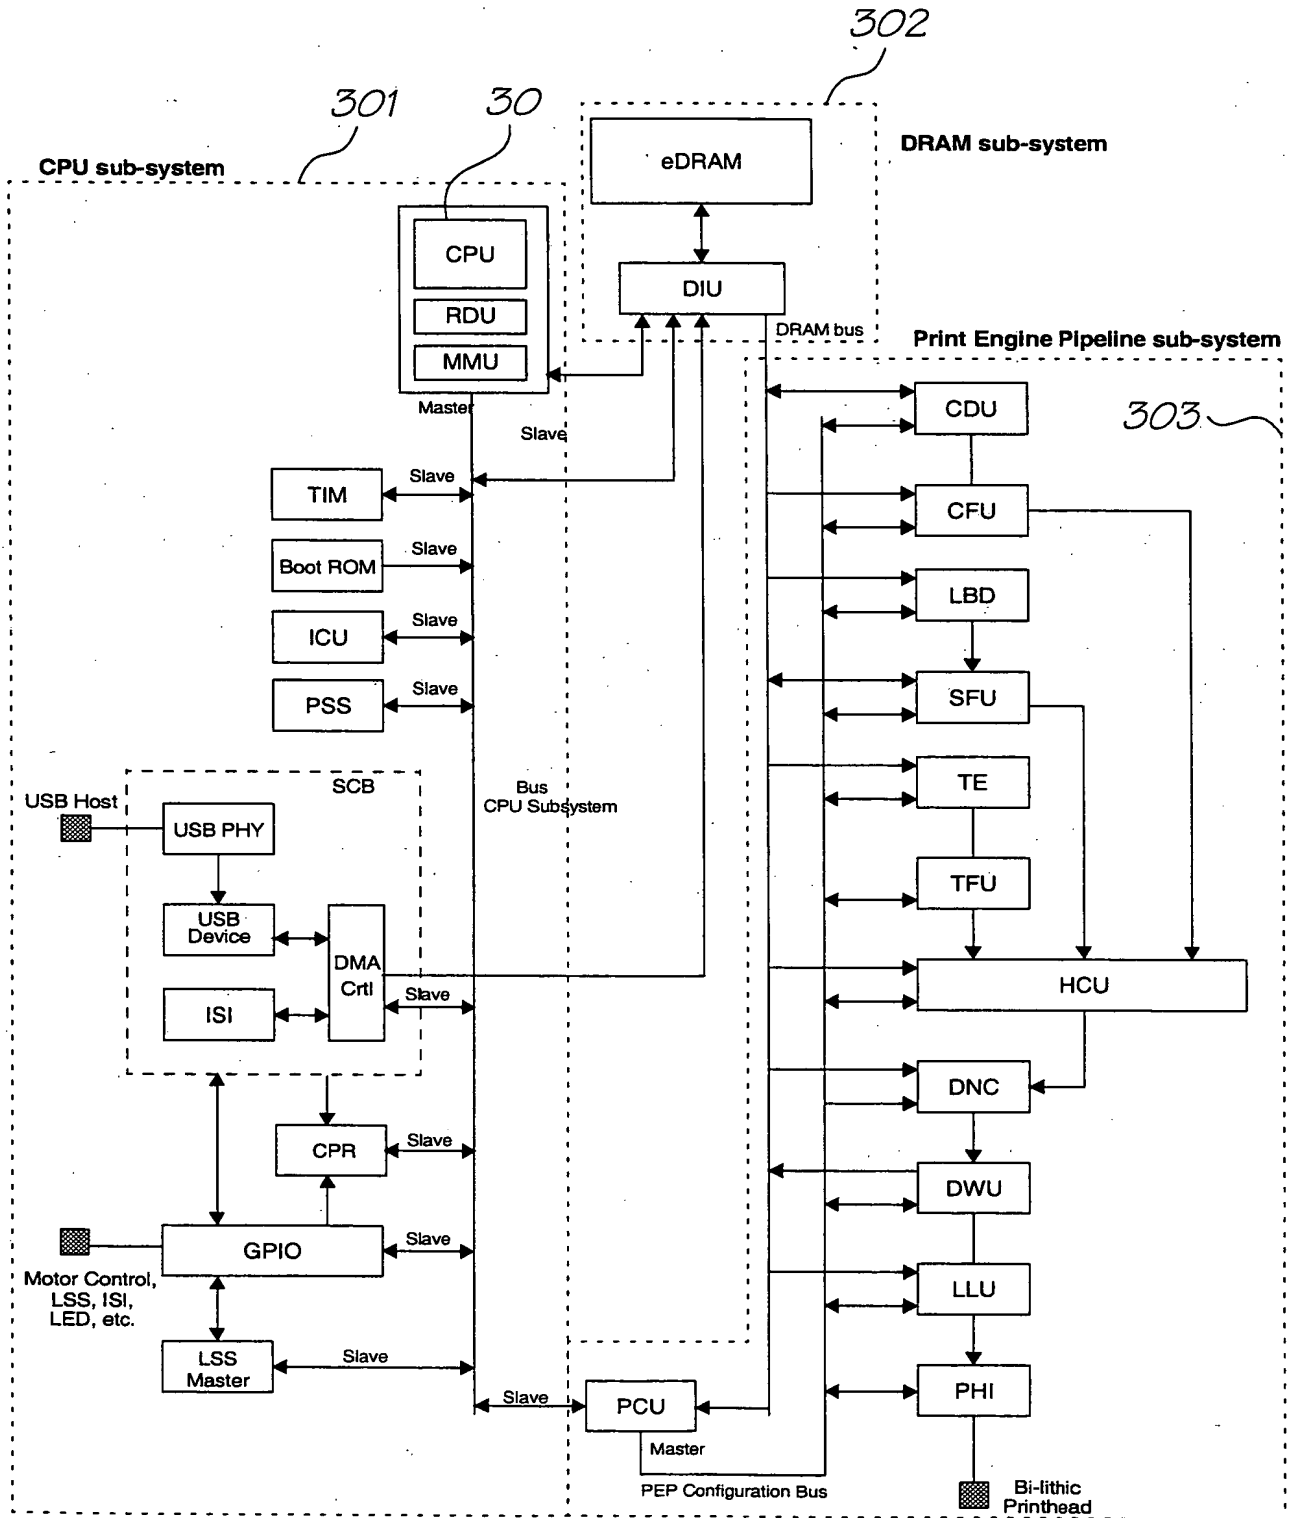 302
301
30
DRAM sub-system
CPU sub-system
eDRAM
CPU
DIU
RDU
DRAM bus
Print Engine Pipeline sub-system
MMU
Master
Slave
CDU
303
TIM
Slave
CFU
Boot ROM
Slave
LBD
ICU
Slave
PSS
Slave
SFU
SCB
Bus
CPU Subsystem
TE
USB Host
USB PHY
TFU
USB
Device
DMA
Crtl
Slave
ISI
HCU
DNC
CPR
Slave
DWU
GPIO
Slave
Motor Control,
LSS, ISI,
LED, etc.
LLU
LSS
Master
Slave
Slave
PCU
PHI
Master
PEP Configuration Bus
Bi-lithic
Printhead